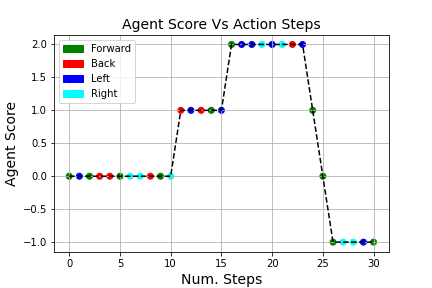 Agent Score Vs Action Steps
Agent Score
2.0
1.5
1.0
0.5
0.0
−0.5
−1.0
Forward
Back
Left
Right
0 5 10 15 20 25 30
Num. Steps